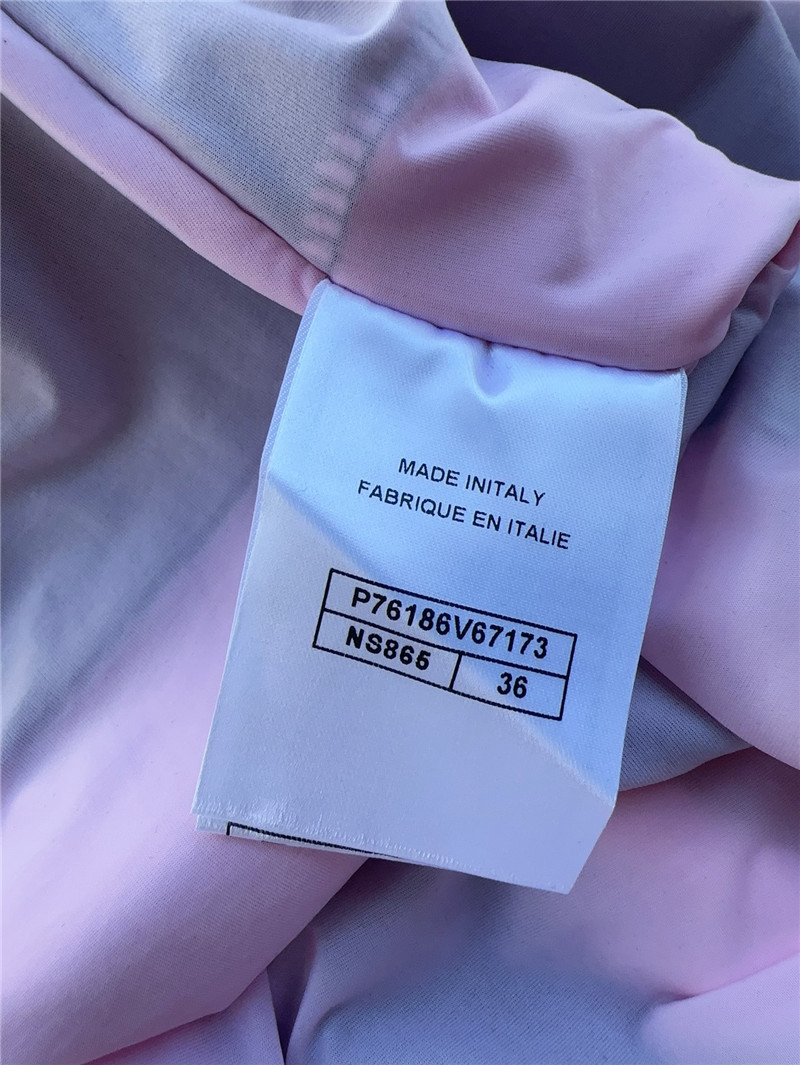 MADE INITALY
FABRIQUE EN ITALIE
P76186V67173
NS865 36